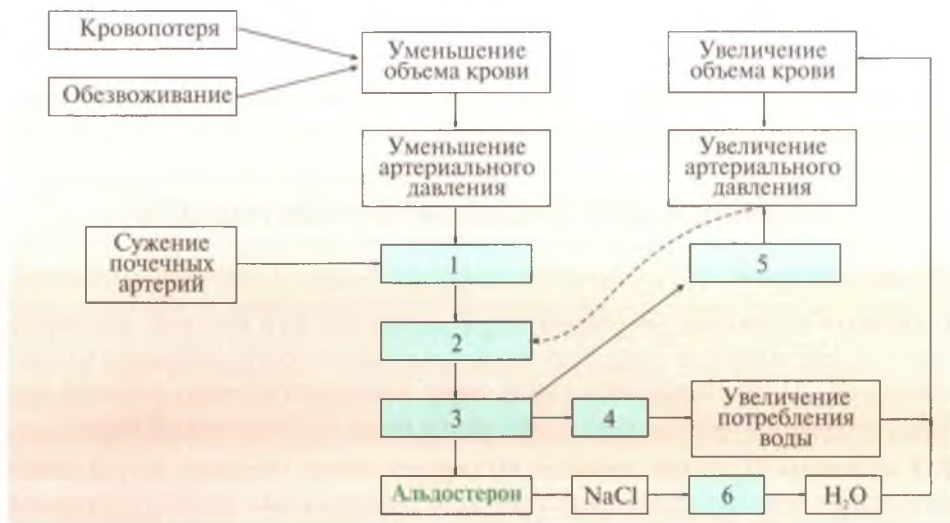 Кровопотеря
Обезвоживание
Уменьшение
объема крови
Увеличение
объема крови
Уменьшение
артериального
давления
Увеличение
артериального
давления
Сужение
почечных
артерий
1
5
2
3
4
Увеличение
потребления
воды
Альдостерон
NaCl
6
H₂O